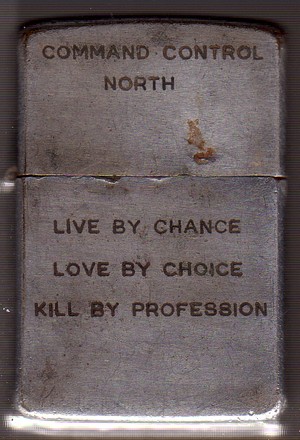 COMMAND CONTROL
NORTH
LIVE BY CHANCE
LOVE BY CHOICE
KILL BY PROFESSION